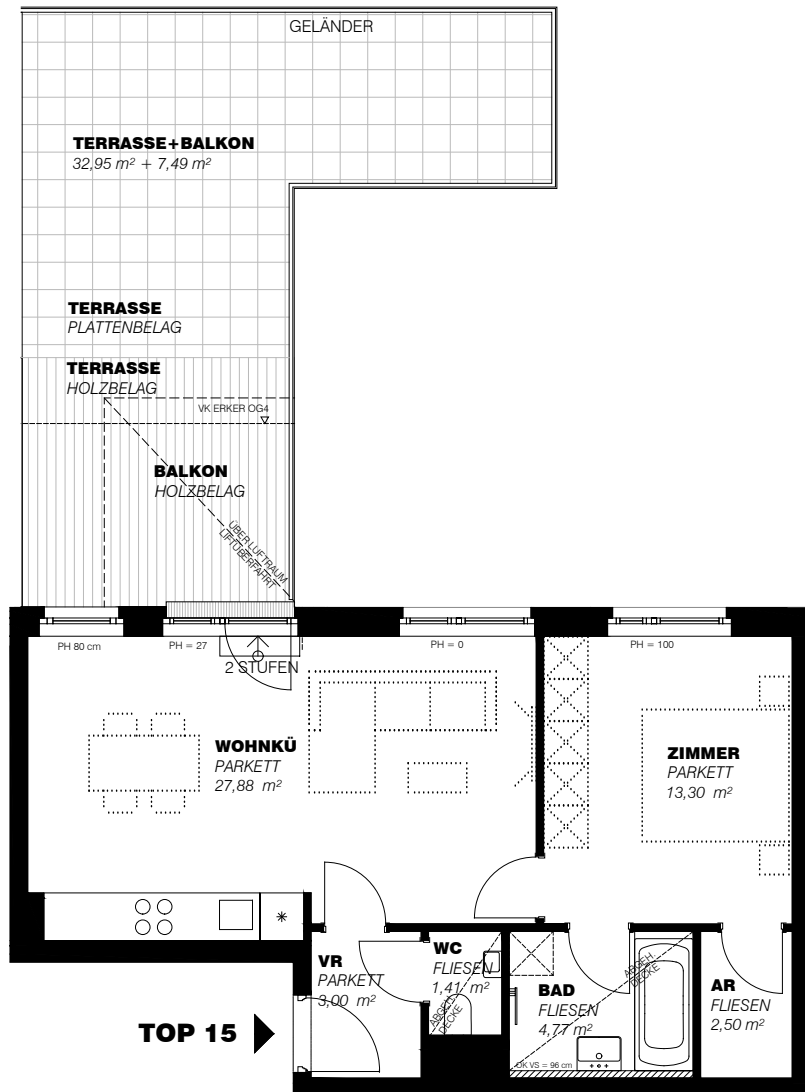 GELÄNDER
TERRASSE+BALKON
32,95 m² + 7,49 m²
TERRASSE
PLATTENBELAG
TERRASSE
HOLZBELAG
VK ERKER OG4
BALKON
HOLZBELAG
ÜBER LUFTRAUM
LIFTÜBERFAHRT
PH 80 cm
PH = 27
PH = 0
PH = 100
2 STUFEN
WOHNKÜ
PARKETT
27,88 m²
ZIMMER
PARKETT
13,30 m²
VR
PARKETT
3,00 m²
WC
FLIESEN
1,41 m²
ABGEH.
DECKE
BAD
FLIESEN
4,77 m²
ABGEH.
DECKE
AR
FLIESEN
2,50 m²
OK VS = 96 cm
TOP 15